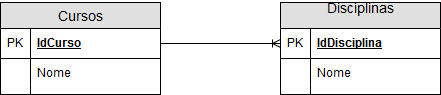 Cursos
PK IdCurso
Nome
Disciplinas
PK IdDisciplina
Nome